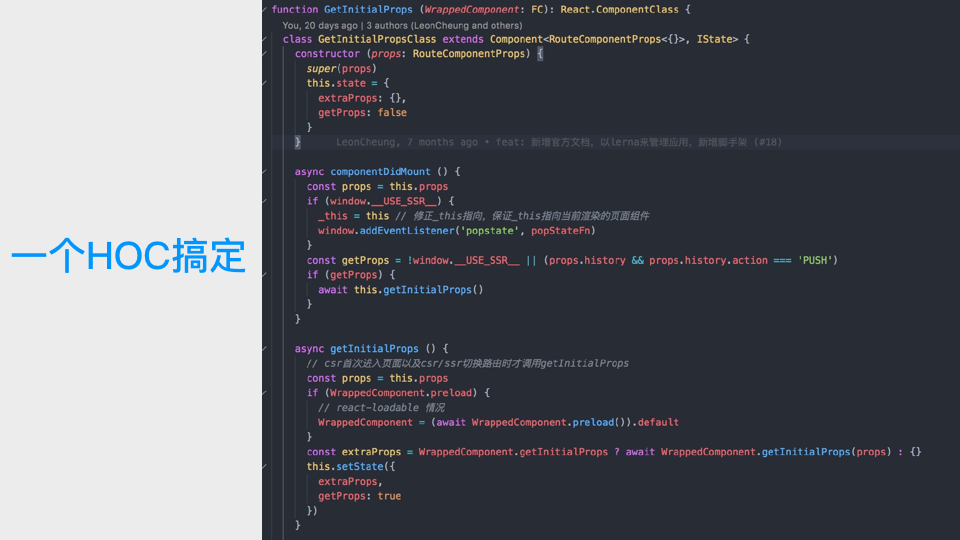 一个HOC搞定
function GetInitialProps (WrappedComponent: FC): React.ComponentClass {
You, 20 days ago | 3 authors (LeonCheung and others)
class GetInitialPropsClass extends Component<RouteComponentProps<{}>, IState> {
constructor (props: RouteComponentProps) {
super(props)
this.state = {
extraProps: {},
getProps: false
}
} LeonCheung, 7 months ago • feat: 新增官方文档，以lerna来管理应用，新增脚手架 (#18)
async componentDidMount () {
const props = this.props
if (window.__USE_SSR__) {
_this = this // 修正_this指向，保证_this指向当前渲染的页面组件
window.addEventListener('popstate', popStateFn)
}
const getProps = !window.__USE_SSR__ || (props.history && props.history.action === 'PUSH')
if (getProps) {
await this.getInitialProps()
}
}
async getInitialProps () {
// csr首次进入页面以及csr/ssr切换路由时才调用getInitialProps
const props = this.props
if (WrappedComponent.preload) {
// react-loadable 情况
WrappedComponent = (await WrappedComponent.preload()).default
}
const extraProps = WrappedComponent.getInitialProps ? await WrappedComponent.getInitialProps(props) : {}
this.setState({
extraProps,
getProps: true
})
}